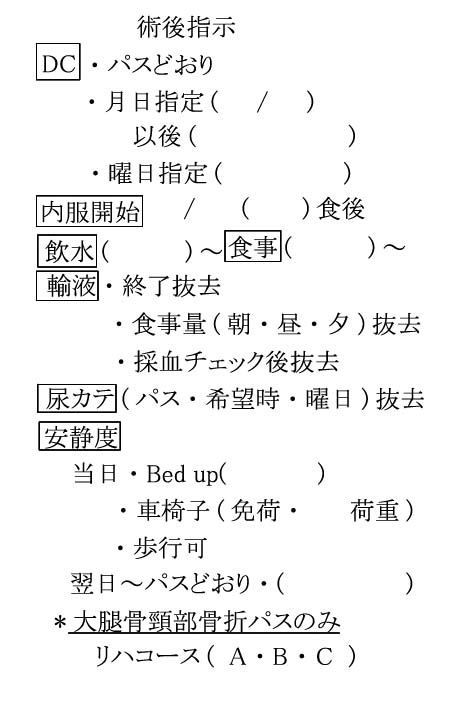 術後指示
DC・パスどおり
・月日指定( / )
以後( )
・曜日指定( )
内服開始 / ( )食後
飲水( )～食事( )～
輸液・終了抜去
・食事量(朝・昼・夕)抜去
・採血チェック後抜去
尿カテ(パス・希望時・曜日)抜去
安静度
当日・Bed up( )
・車椅子(免荷・ 荷重)
・歩行可
翌日～パスどおり・( )
*大腿骨頸部骨折パスのみ
リハコース( A・B・C )